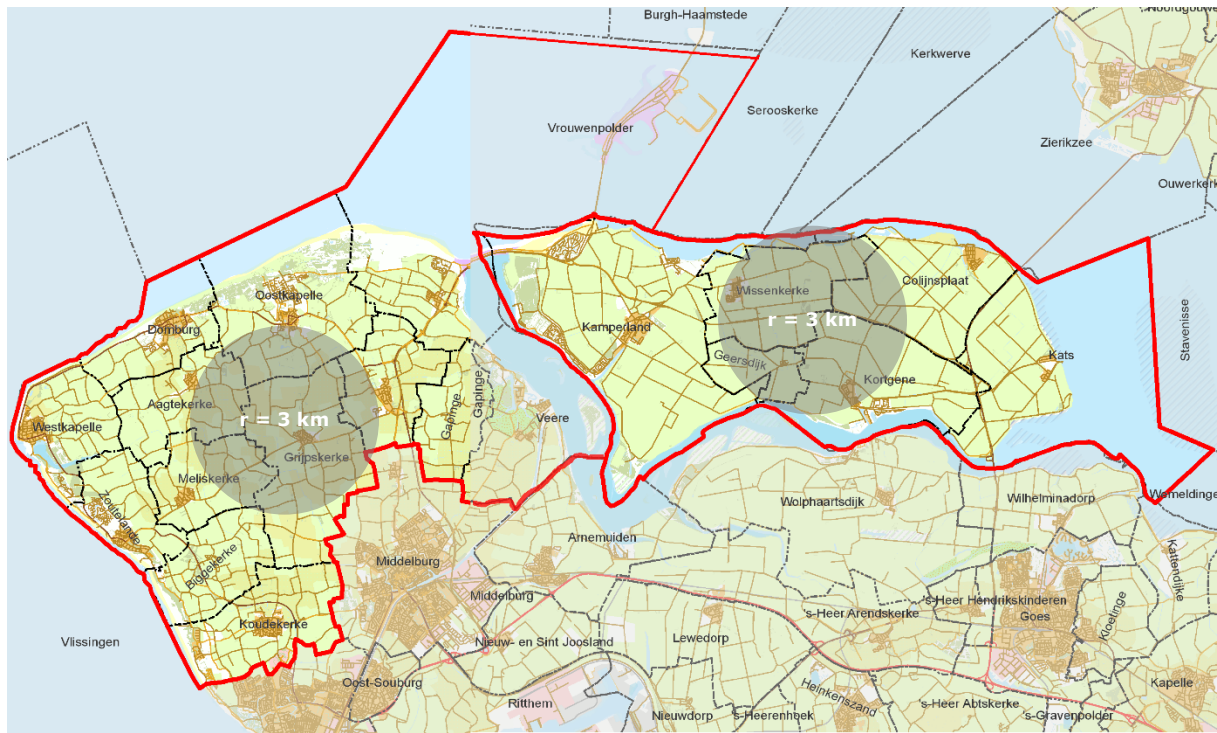 Burgh-Haamstede
Noordgouwe
Kerkwerve
Serooskerke
Vrouwenpolder
Zierikzee
Ouwerkerk
Oostkapelle
Wissenkerke
Colijnsplaat
Domburg
Kamperland
r = 3 km
Stavenisse
Geersdijk
Kats
Kortgene
Aagtekerke
Gapinge
Gapinge
Veere
r = 3 km
Westkapelle
Grijpskerke
Meliskerke
Zoutelande
Wolphaartsdijk
Wilhelminadorp
Wemeldinge
Arnemuiden
Biggekerke
Middelburg
Kattendijke
Middelburg
's-Heer Hendrikskinderen
Kloetinge
's-Heer Arendskerke
Goes
Koudekerke
Vlissingen
Nieuw- en Sint Joosland
Lewedorp
Oost-Souburg
Heinkenszand
Kapelle
Ritthem
's-Heer Abtskerke
Nieuwdorp
's-Heerenhoek
's-Gravenpolder